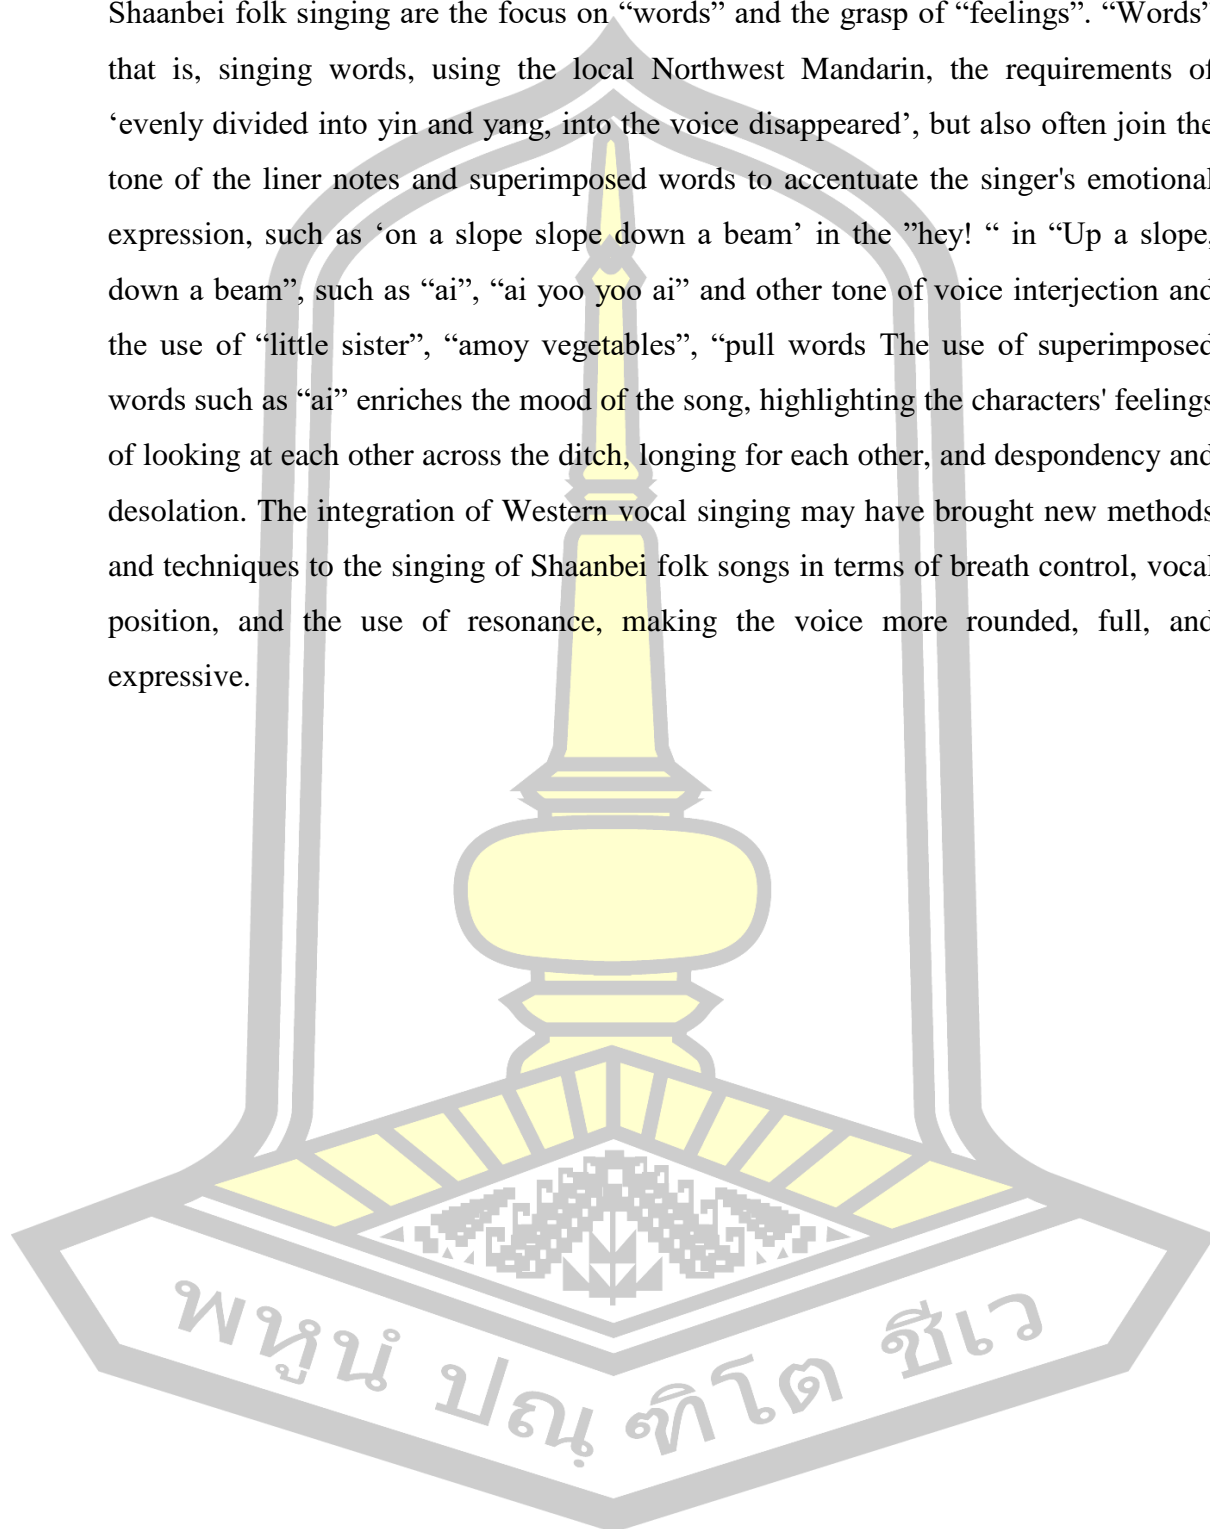 Shaanbei folk singing are the focus on “words” and the grasp of “feelings”. “Words”
that is, singing words, using the local Northwest Mandarin, the requirements of
‘evenly divided into yin and yang, into the voice disappeared’, but also often join the
tone of the liner notes and superimposed words to accentuate the singer's emotional
expression, such as ‘on a slope slope down a beam’ in the ”hey! “ in “Up a slope,
down a beam”, such as “ai”, “ai yoo yoo ai” and other tone of voice interjection and
the use of “little sister”, “amoy vegetables”, “pull words The use of superimposed
words such as “ai” enriches the mood of the song, highlighting the characters' feelings
of looking at each other across the ditch, longing for each other, and despondency and
desolation. The integration of Western vocal singing may have brought new methods
and techniques to the singing of Shaanbei folk songs in terms of breath control, vocal
position, and the use of resonance, making the voice more rounded, full, and
expressive.
พหูนํ ปณฺฑิโต ชีเว